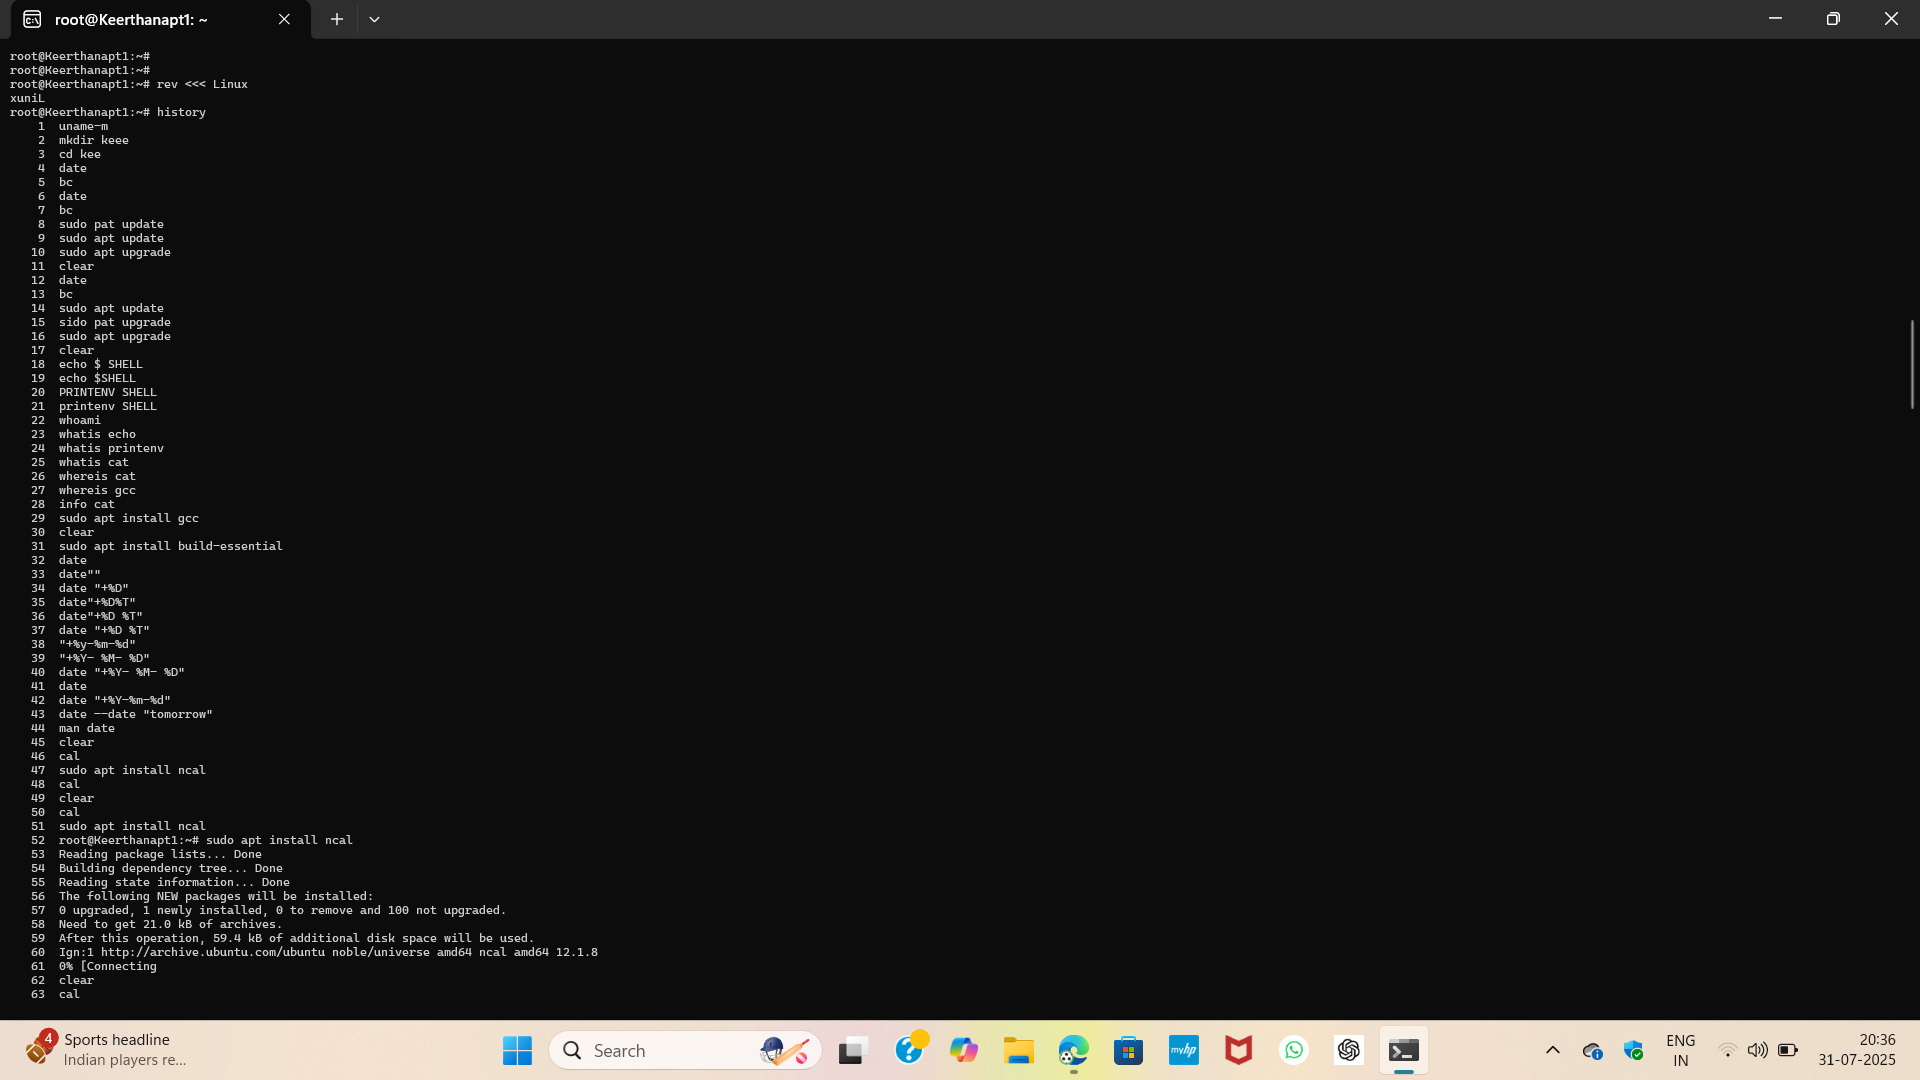 root@Keerthanapt1: ~
root@Keerthanapt1:~#
root@Keerthanapt1:~#
root@Keerthanapt1:~# rev <<< Linux
xuniL
root@Keerthanapt1:~# history
1 uname-m
2 mkdir keee
3 cd kee
4 date
5 bc
6 date
7 bc
8 sudo pat update
9 sudo apt update
10 sudo apt upgrade
11 clear
12 date
13 bc
14 sudo apt update
15 sido pat upgrade
16 sudo apt upgrade
17 clear
18 echo $ SHELL
19 echo $SHELL
20 PRINTENV SHELL
21 printenv SHELL
22 whoami
23 whatis echo
24 whatis printenv
25 whatis cat
26 whereis cat
27 whereis gcc
28 info cat
29 sudo apt install gcc
30 clear
31 sudo apt install build-essential
32 date
33 date""
34 date "+%D"
35 date"+%D%T"
36 date"+%D %T"
37 date "+%D %T"
38 "+%y-%m-%d"
39 "+%Y- %M- %D"
40 date "+%Y- %M- %D"
41 date
42 date "+%Y-%m-%d"
43 date --date "tomorrow"
44 man date
45 clear
46 cal
47 sudo apt install ncal
48 cal
49 clear
50 cal
51 sudo apt install ncal
52 root@Keerthanapt1:~# sudo apt install ncal
53 Reading package lists... Done
54 Building dependency tree... Done
55 Reading state information... Done
56 The following NEW packages will be installed:
57 0 upgraded, 1 newly installed, 0 to remove and 100 not upgraded.
58 Need to get 21.0 kB of archives.
59 After this operation, 59.4 kB of additional disk space will be used.
60 Ign:1 http://archive.ubuntu.com/ubuntu noble/universe amd64 ncal amd64 12.1.8
61 0% [Connecting
62 clear
63 cal
4
Sports headline
Indian players re...
Search
myhp
ENG
IN
20:36
31-07-2025